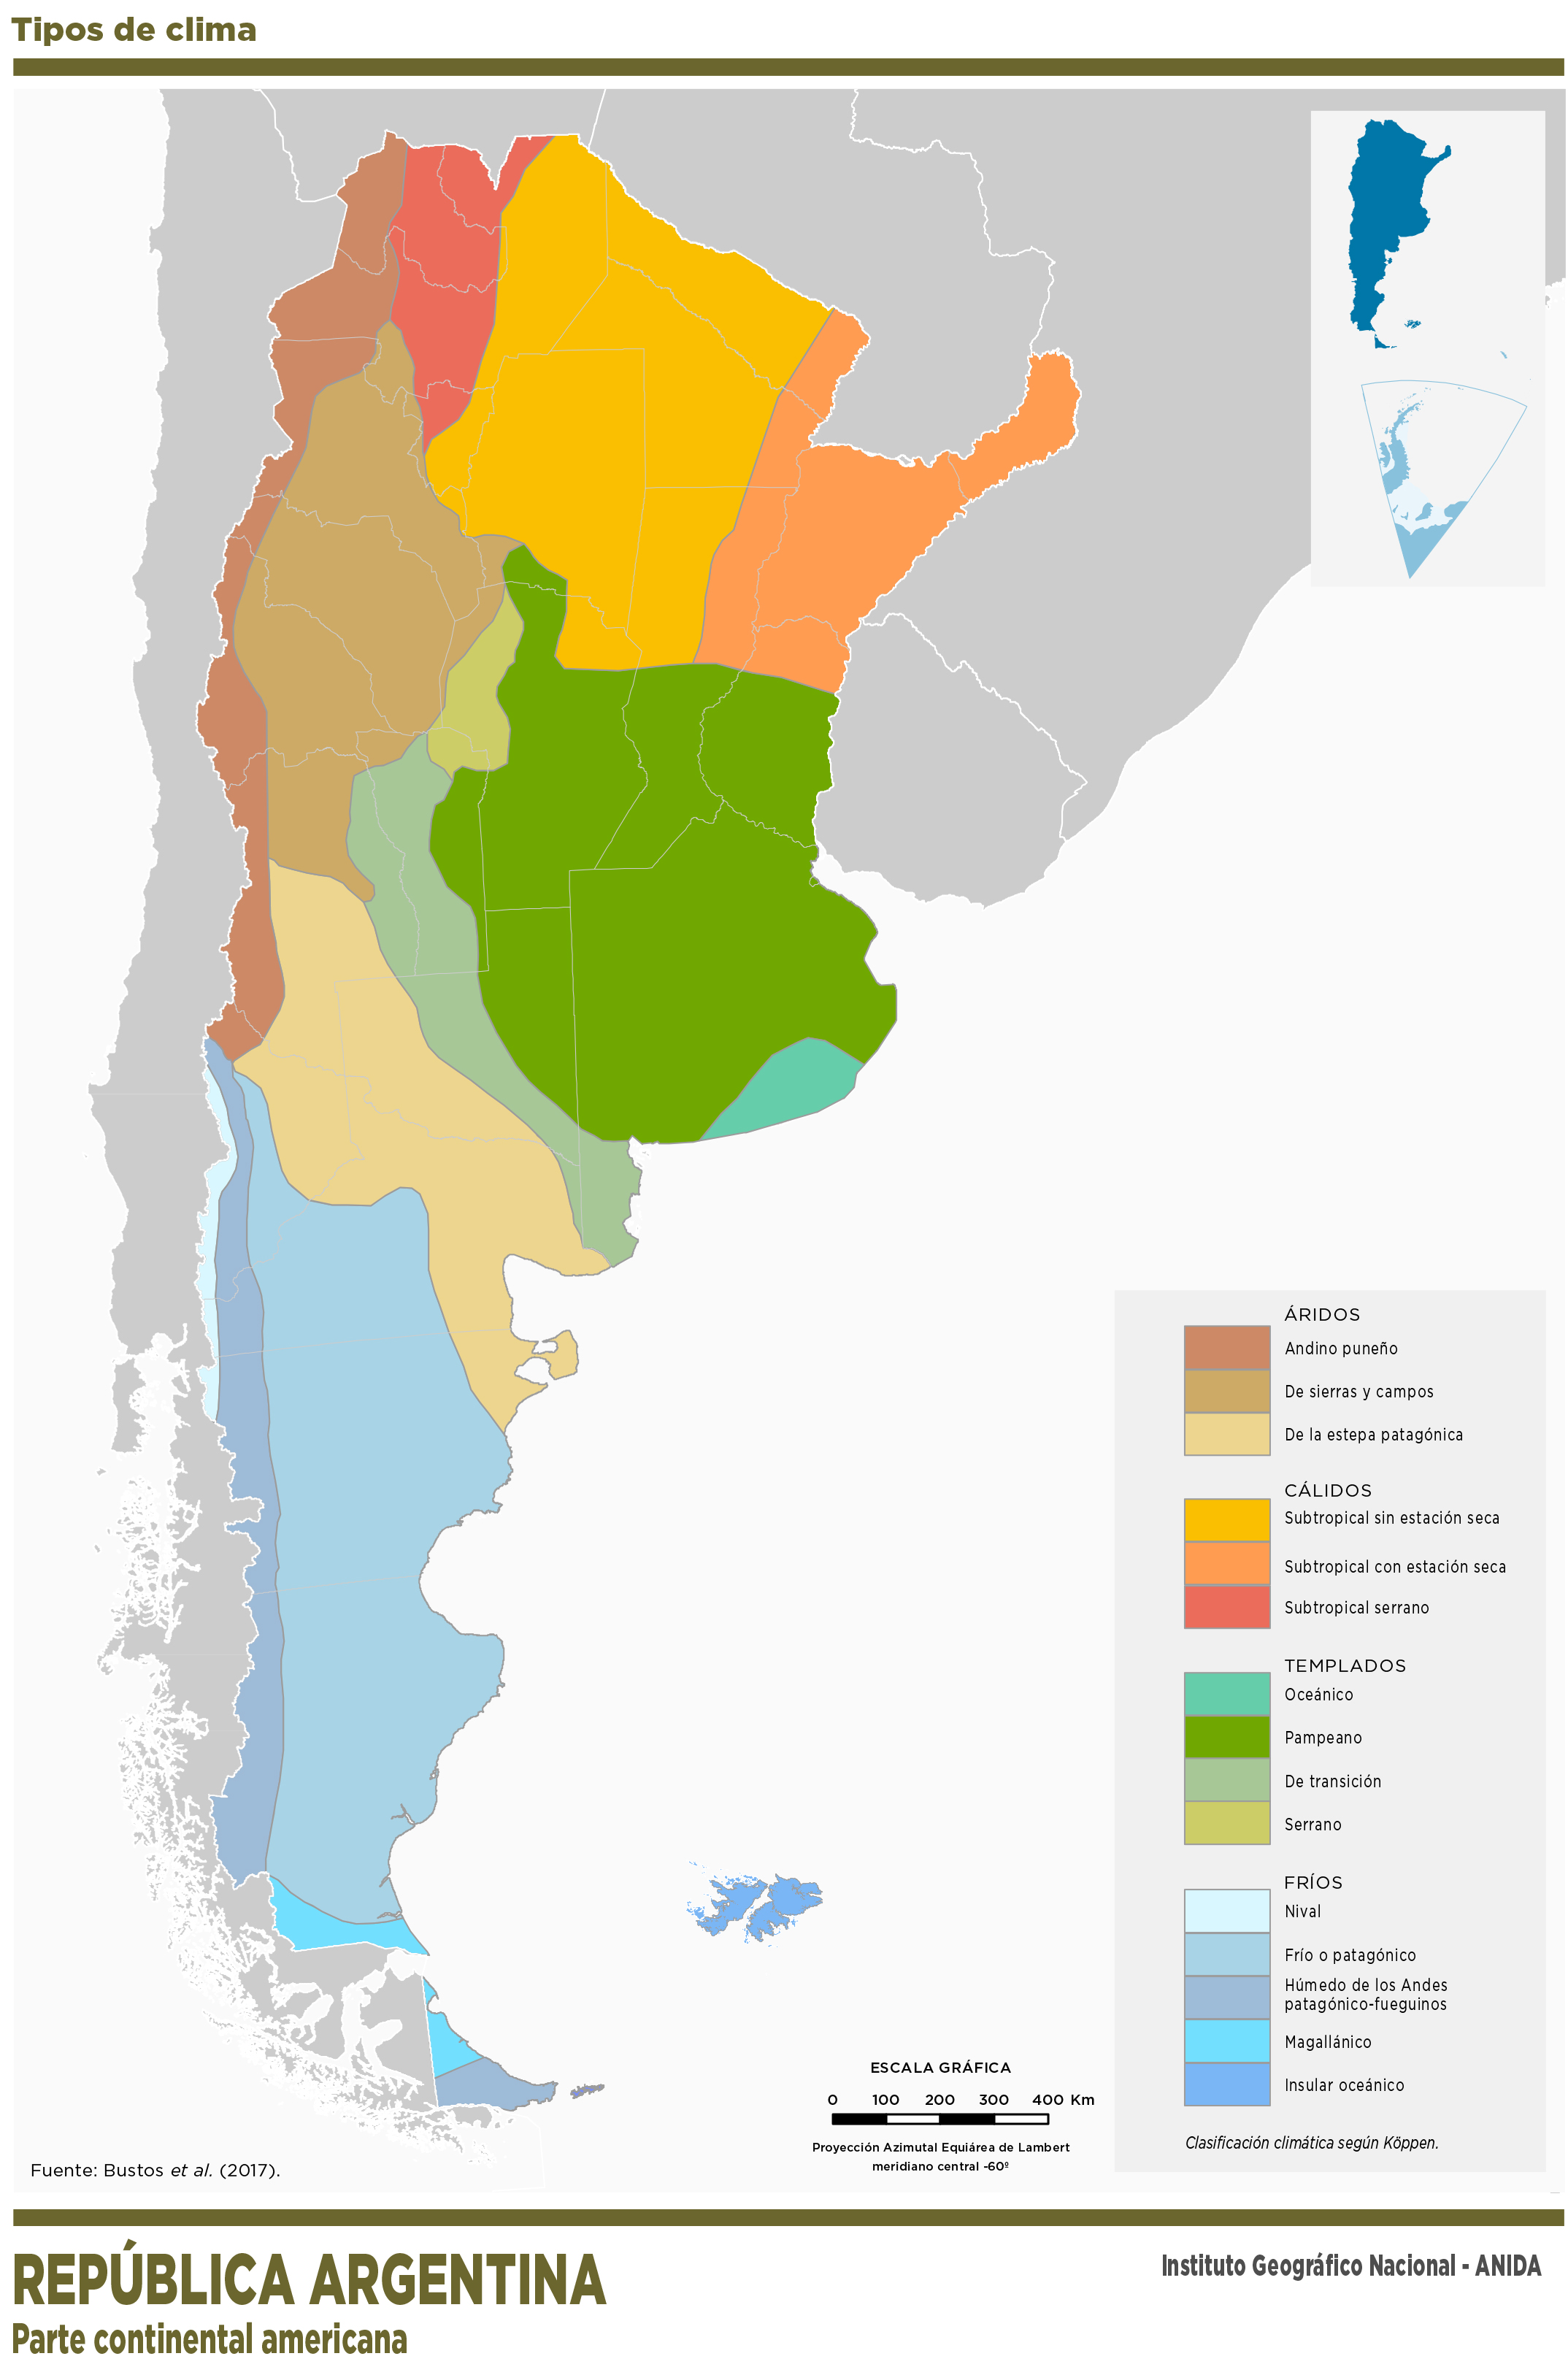 Tipos de clima
ÁRIDOS
Andino puneño
De sierras y campos
De la estepa patagónica
CÁLIDOS
Subtropical sin estación seca
Subtropical con estación seca
Subtropical serrano
TEMPLADOS
Oceánico
Pampeano
De transición
Serrano
FRÍOS
Nival
Frío o patagónico
Húmedo de los Andes
patagónico-fueguinos
Magallánico
Insular oceánico
Clasificación climática según Köppen.
ESCALA GRÁFICA
0 100 200 300 400 Km
Proyección Azimutal Equiárea de Lambert
meridiano central -60º
Fuente: Bustos et al. (2017).
REPÚBLICA ARGENTINA
Parte continental americana
Instituto Geográfico Nacional - ANIDA